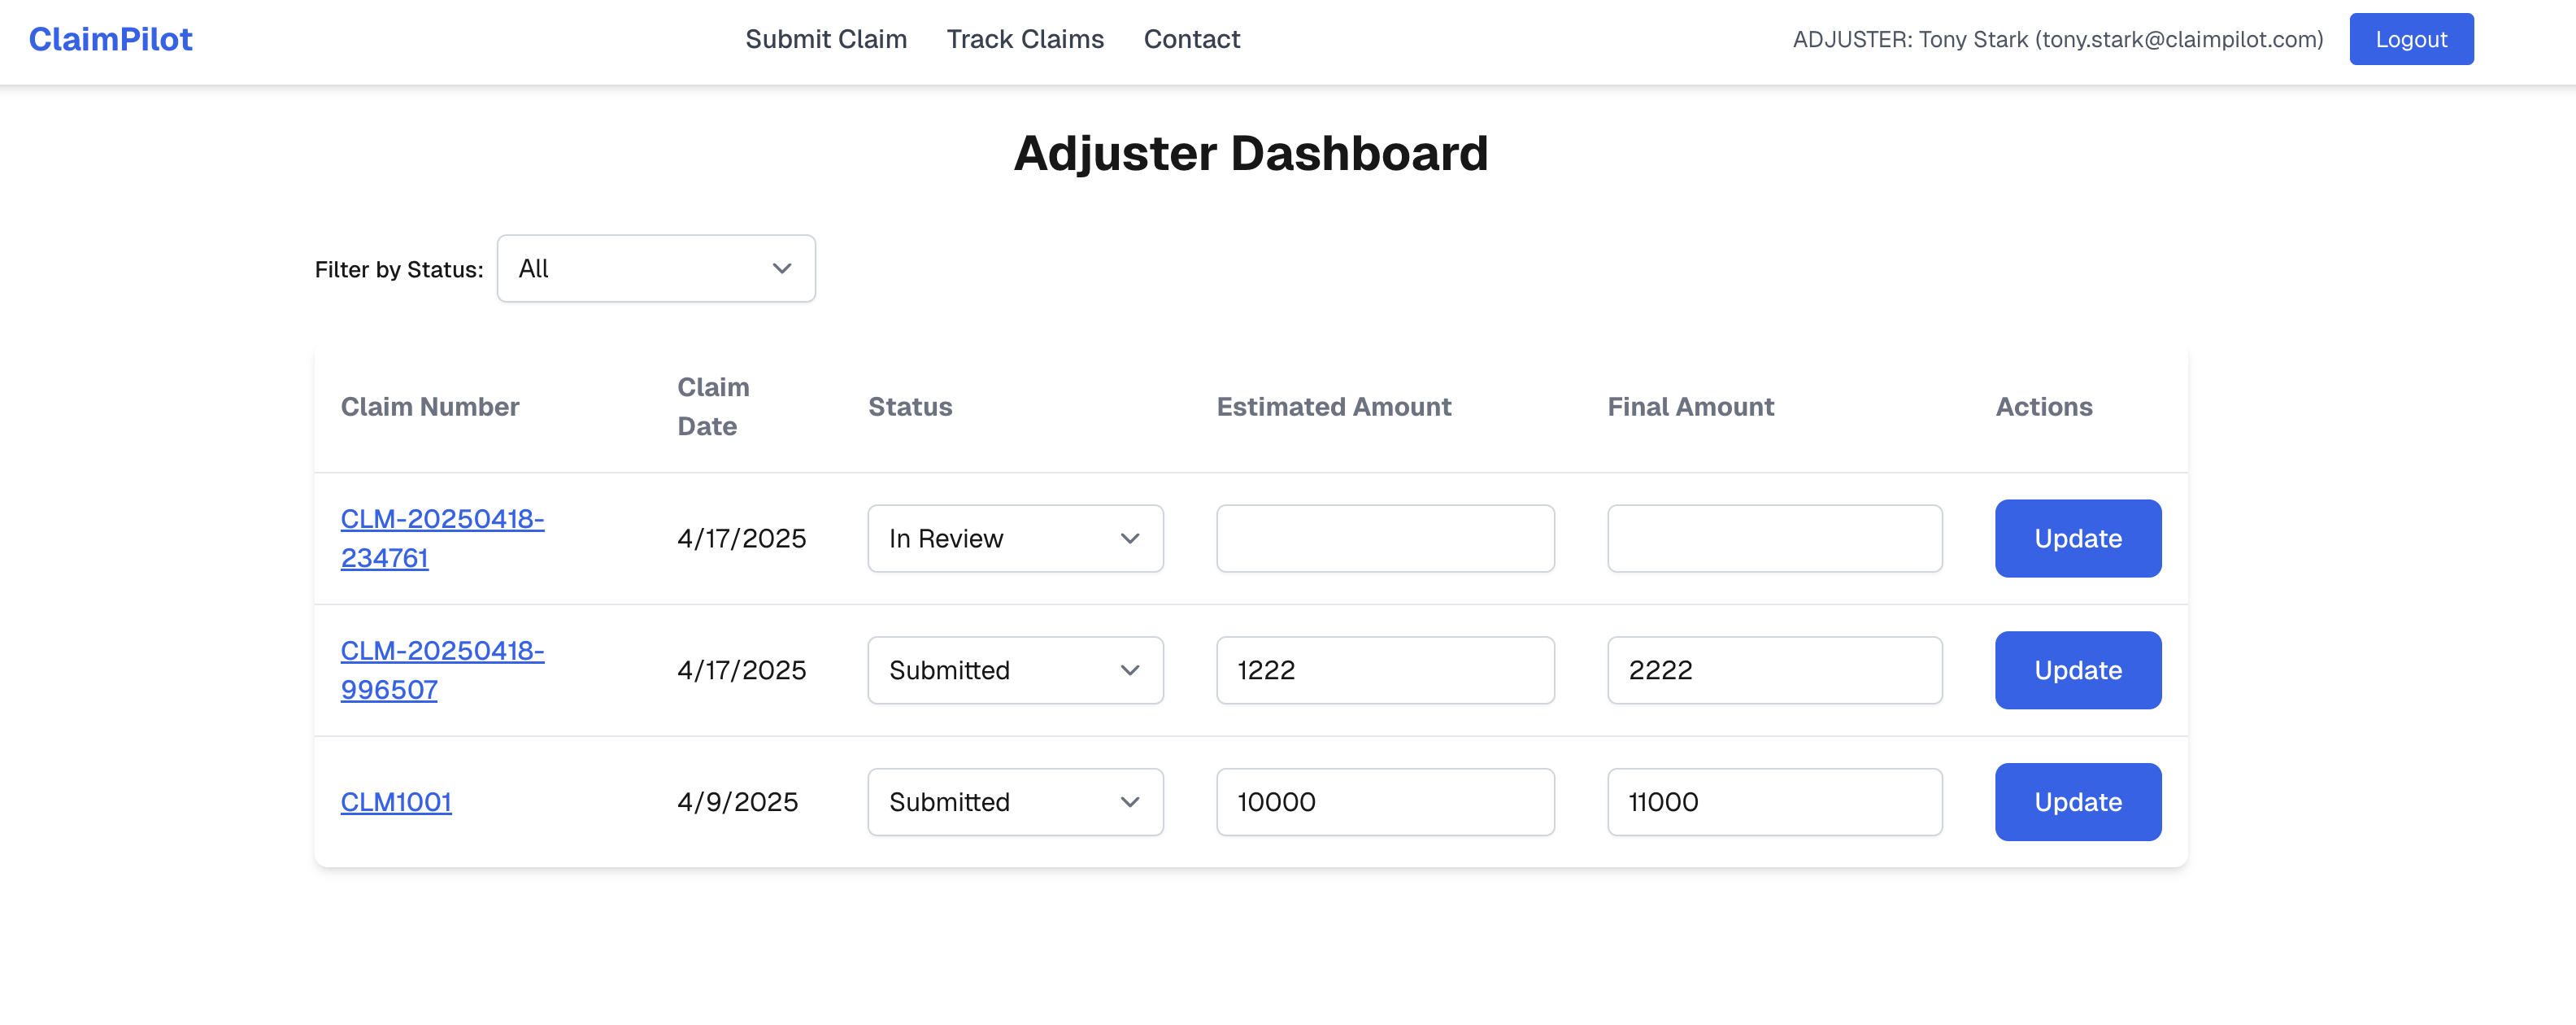 ClaimPilot Submit Claim Track Claims Contact ADJUSTER: Tony Stark (tony.stark@claimpilot.com) Logout
Adjuster Dashboard
Filter by Status: All
Claim Number Claim Date Status Estimated Amount Final Amount Actions
CLM-20250418-234761 4/17/2025 In Review Update
CLM-20250418-996507 4/17/2025 Submitted 1222 2222 Update
CLM1001 4/9/2025 Submitted 10000 11000 Update